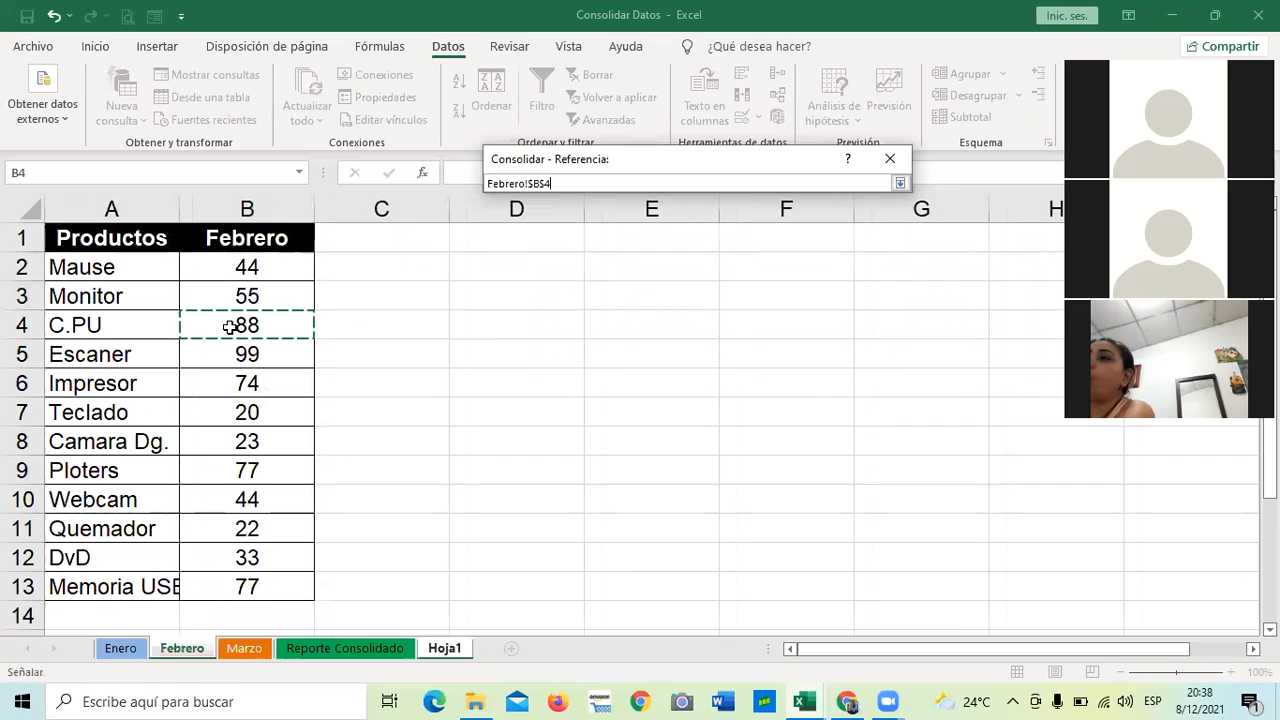 Consolidar Datos - Excel
Inic. ses.
Archivo
Inicio
Insertar
Disposición de página
Fórmulas
Datos
Revisar
Vista
Ayuda
¿Qué desea hacer?
Compartir
Obtener datos
externos
Nueva
consulta
Mostrar consultas
Desde una tabla
Fuentes recientes
Obtener y transformar
Actualizar
todo
Conexiones
Propiedades
Editar vínculos
Conexiones
Ordenar
Filtro
Borrar
Volver a aplicar
Avanzadas
Ordenar y filtrar
Texto en
columnas
Herramientas de datos
Análisis de
hipótesis
Previsión
Previsión
Agrupar
Desagrupar
Subtotal
Esquema
Consolidar - Referencia:
?
Febrero!$B$4
B4
fx
A B C D E F G H
1 Productos Febrero
2 Mause 44
3 Monitor 55
4 C.PU 88
5 Escaner 99
6 Impresor 74
7 Teclado 20
8 Camara Dg. 23
9 Ploters 77
10 Webcam 44
11 Quemador 22
12 DvD 33
13 Memoria USB 77
14
Enero
Febrero
Marzo
Reporte Consolidado
Hoja1
Señalar
100%
Escribe aquí para buscar
24°C
ESP
20:38
8/12/2021
1